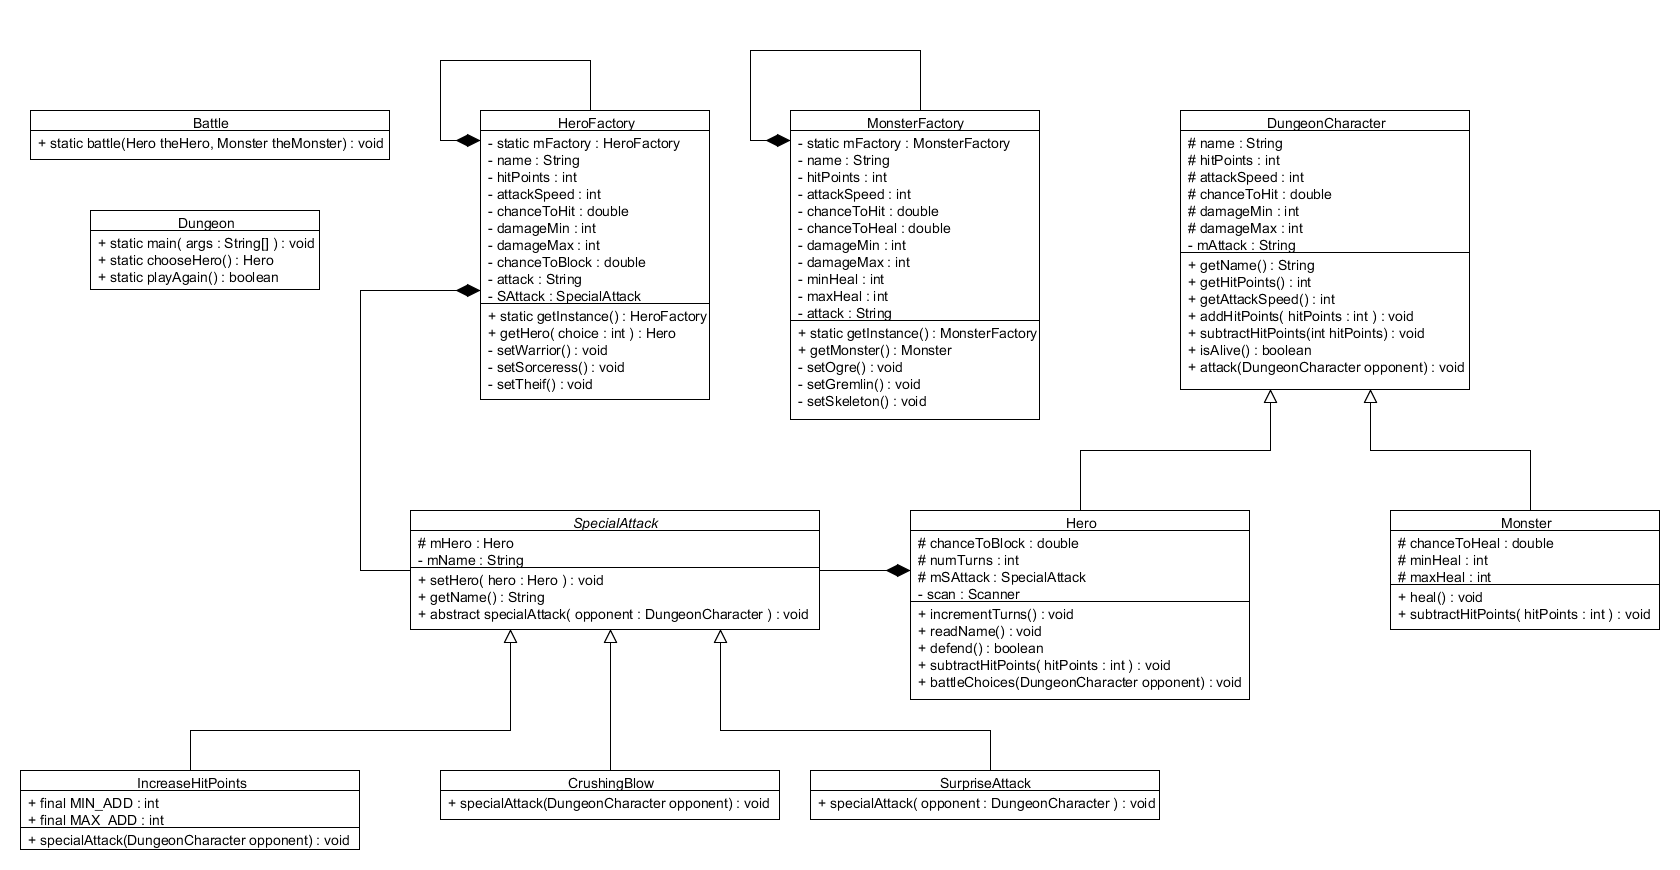 Battle
+ static battle(Hero theHero, Monster theMonster) : void
Dungeon
+ static main( args : String[] ) : void
+ static chooseHero() : Hero
+ static playAgain() : boolean
HeroFactory
- static mFactory : HeroFactory
- name : String
- hitPoints : int
- attackSpeed : int
- chanceToHit : double
- damageMin : int
- damageMax : int
- chanceToBlock : double
- attack : String
- SAttack : SpecialAttack
+ static getInstance() : HeroFactory
+ getHero( choice : int ) : Hero
- setWarrior() : void
- setSorceress() : void
- setTheif() : void
MonsterFactory
- static mFactory : MonsterFactory
- name : String
- hitPoints : int
- attackSpeed : int
- chanceToHit : double
- chanceToHeal : double
- damageMin : int
- damageMax : int
- minHeal : int
- maxHeal : int
- attack : String
+ static getInstance() : MonsterFactory
+ getMonster() : Monster
- setOgre() : void
- setGremlin() : void
- setSkeleton() : void
DungeonCharacter
# name : String
# hitPoints : int
# attackSpeed : int
# chanceToHit : double
# damageMin : int
# damageMax : int
- mAttack : String
+ getName() : String
+ getHitPoints() : int
+ getAttackSpeed() : int
+ addHitPoints( hitPoints : int ) : void
+ subtractHitPoints(int hitPoints) : void
+ isAlive() : boolean
+ attack(DungeonCharacter opponent) : void
SpecialAttack
# mHero : Hero
- mName : String
+ setHero( hero : Hero ) : void
+ getName() : String
+ abstract specialAttack( opponent : DungeonCharacter ) : void
Hero
# chanceToBlock : double
# numTurns : int
# mSAttack : SpecialAttack
- scan : Scanner
+ incrementTurns() : void
+ readName() : void
+ defend() : boolean
+ subtractHitPoints( hitPoints : int ) : void
+ battleChoices(DungeonCharacter opponent) : void
Monster
# chanceToHeal : double
# minHeal : int
# maxHeal : int
+ heal() : void
+ subtractHitPoints( hitPoints : int ) : void
IncreaseHitPoints
+ final MIN_ADD : int
+ final MAX_ADD : int
+ specialAttack(DungeonCharacter opponent) : void
CrushingBlow
+ specialAttack(DungeonCharacter opponent) : void
SurpriseAttack
+ specialAttack( opponent : DungeonCharacter ) : void